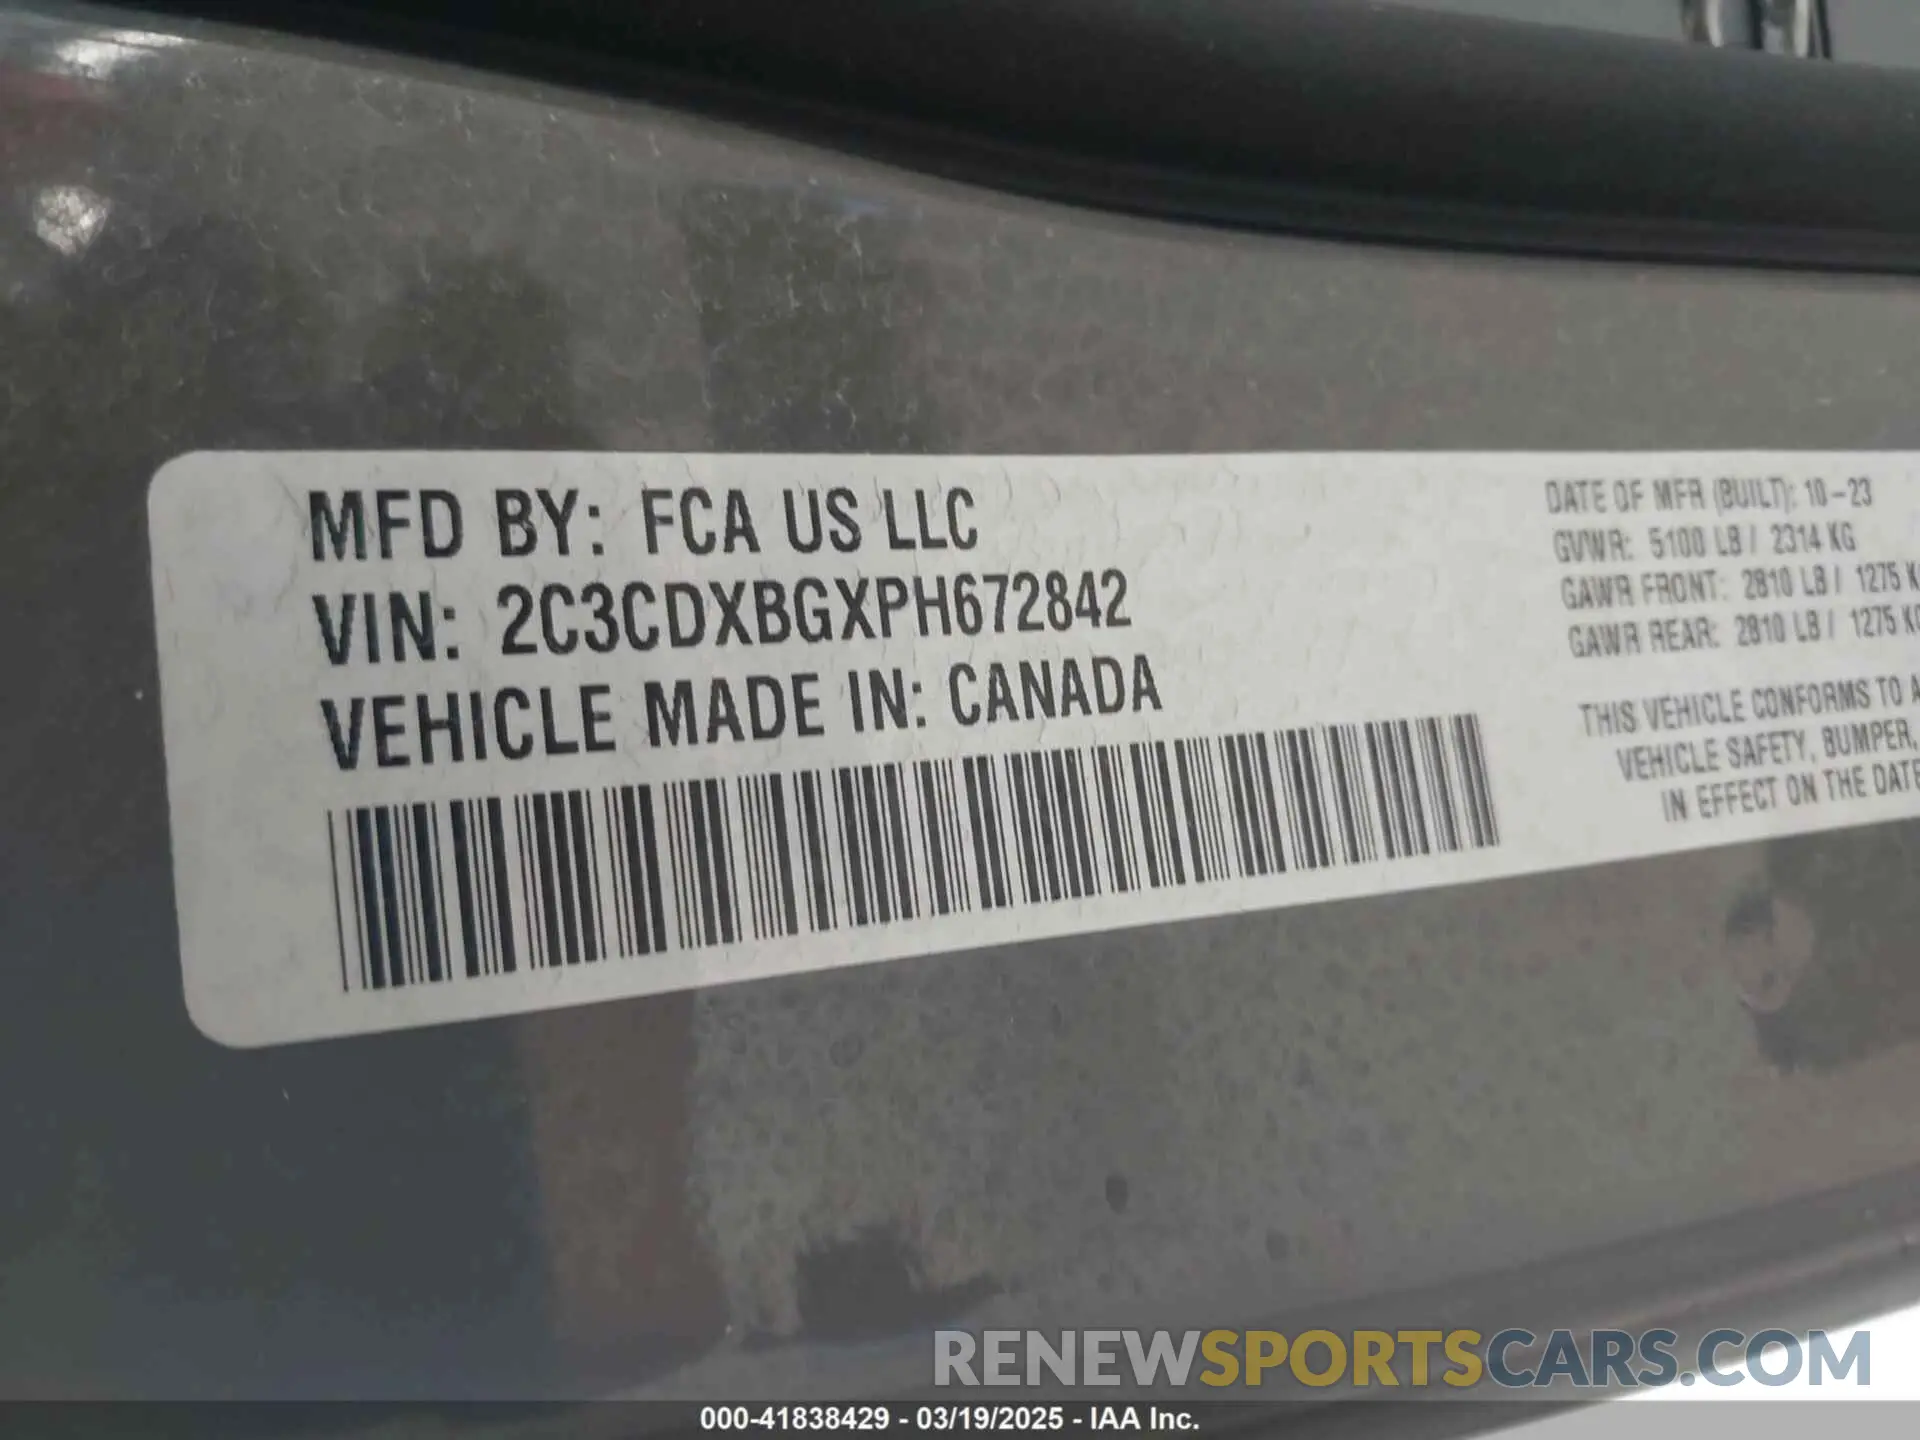 MFD BY: FCA US LLC
VIN: 2C3CDXBGXPH672842
VEHICLE MADE IN: CANADA
DATE OF MFR (BUILT): 10-23
GVWR: 5100 LB / 2314 KG
GAWR FRONT: 2810 LB / 1275 K
GAWR REAR: 2810 LB / 1275 KG
THIS VEHICLE CONFORMS TO A
VEHICLE SAFETY, BUMPER,
IN EFFECT ON THE DATE
RENEWSPORTSCARS.COM
000-41838429 - 03/19/2025 - IAA Inc.